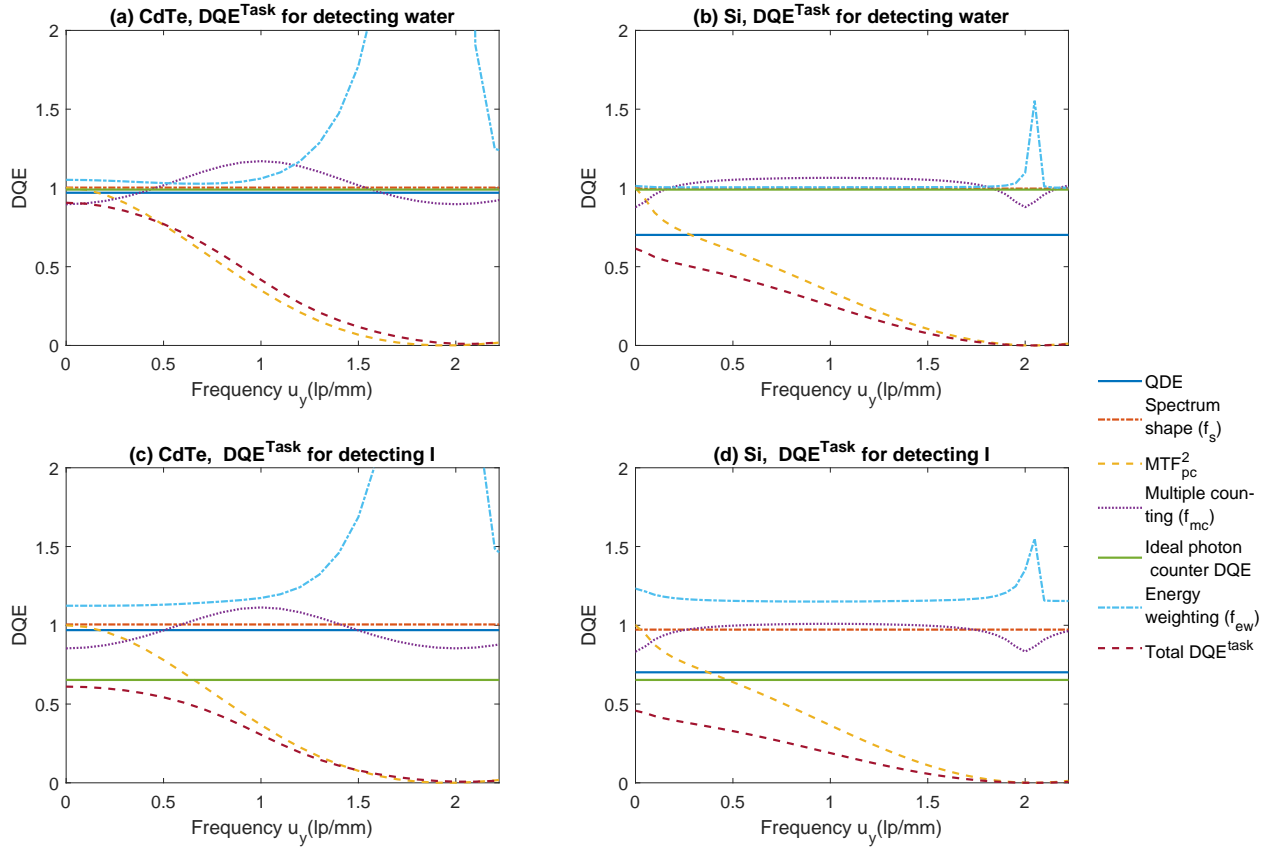 (a) CdTe, DQE^Task for detecting water
2
1.5
1
0.5
0
DQE
0 0.5 1 1.5 2
Frequency u_y(lp/mm)
(b) Si, DQE^Task for detecting water
2
1.5
1
0.5
0
DQE
0 0.5 1 1.5 2
Frequency u_y(lp/mm)
(c) CdTe, DQE^Task for detecting I
2
1.5
1
0.5
0
DQE
0 0.5 1 1.5 2
Frequency u_y(lp/mm)
(d) Si, DQE^Task for detecting I
2
1.5
1
0.5
0
DQE
0 0.5 1 1.5 2
Frequency u_y(lp/mm)
QDE
Spectrum
shape (f_s)
MTF^2_pc
Multiple coun-
ting (f_mc)
Ideal photon
counter DQE
Energy
weighting (f_ew)
Total DQE^task